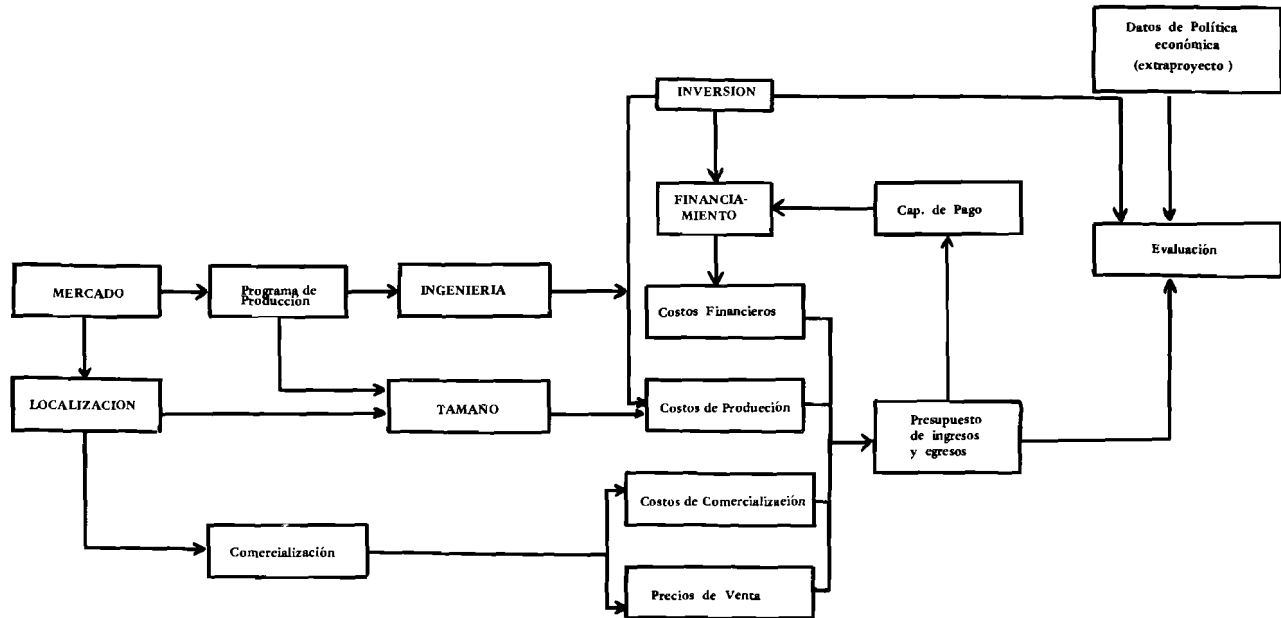 Datos de Política
económica
(extraproyecto)
INVERSION
FINANCIA-
MIENTO
Cap. de Pago
Evaluación
MERCADO
Programa de
Producción
INGENIERIA
Costos Financieros
LOCALIZACION
TAMAÑO
Costos de Producción
Presupuesto
de ingresos
y egresos
Costos de Comercialización
Comercialización
Precios de Venta